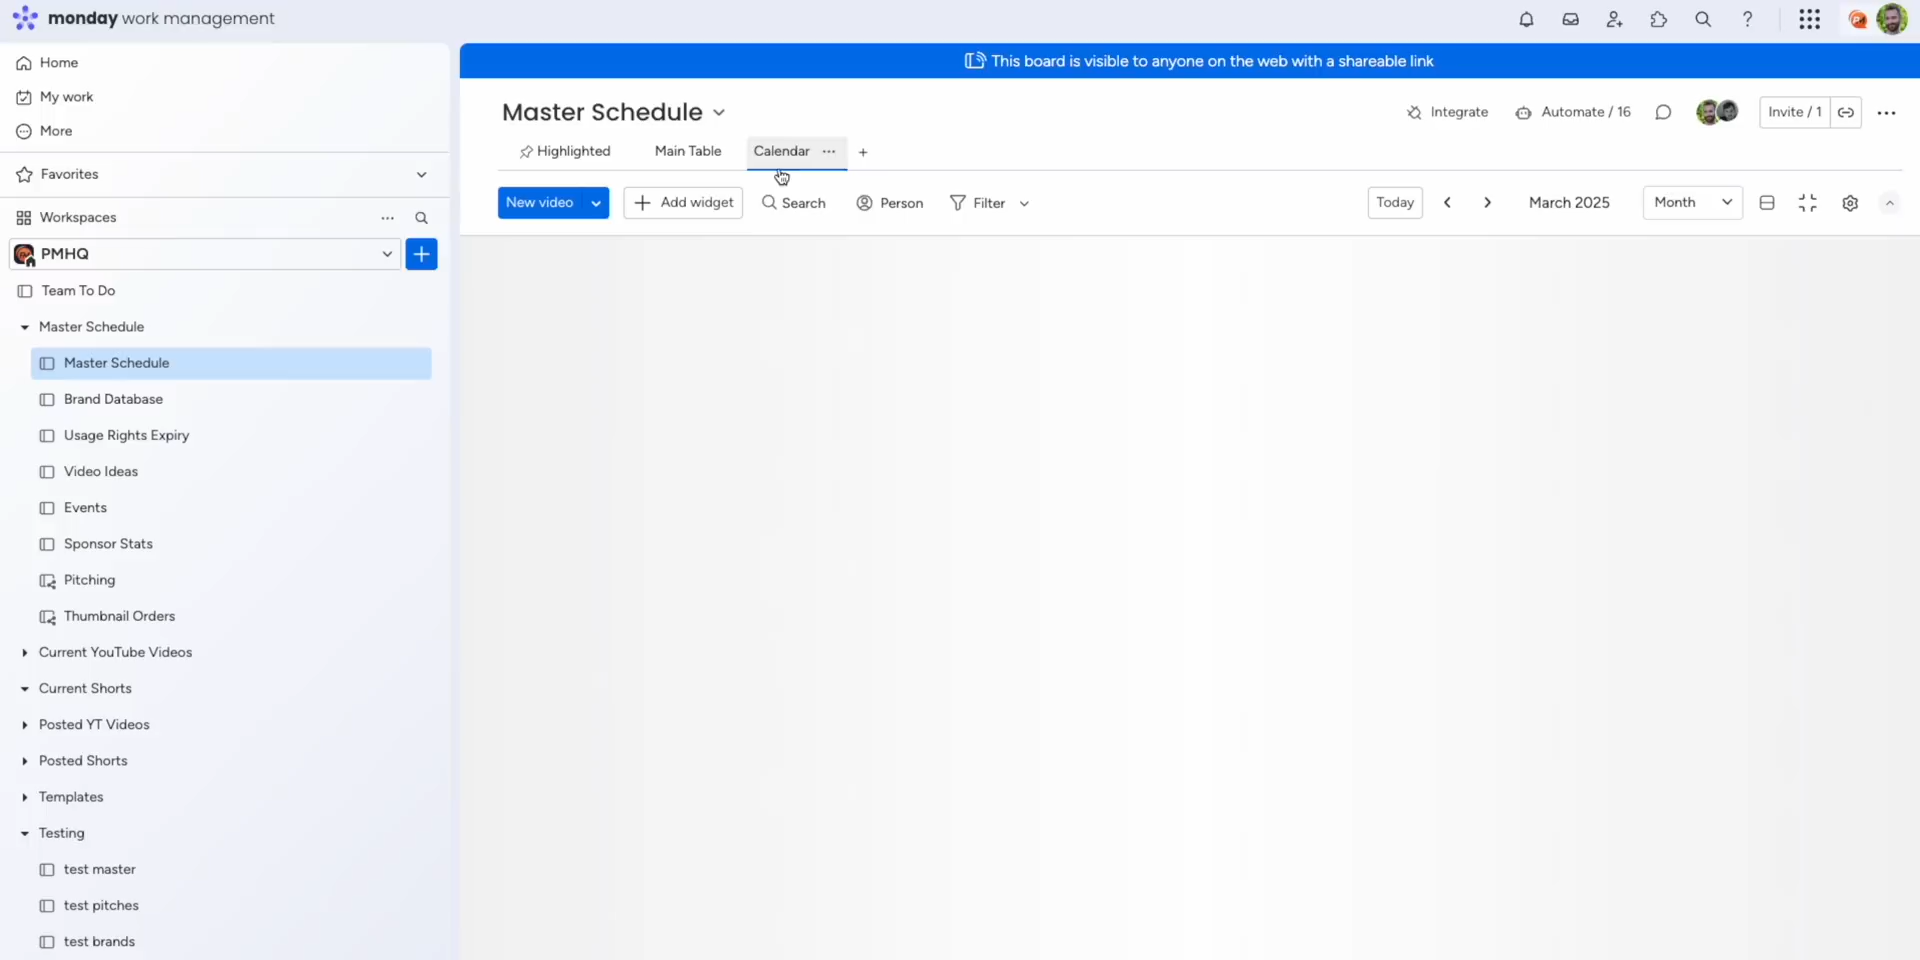 monday work management
Home
My work
More
Favorites
Workspaces
PMHQ
Team To Do
Master Schedule
Master Schedule
Brand Database
Usage Rights Expiry
Video Ideas
Events
Sponsor Stats
Pitching
Thumbnail Orders
Current YouTube Videos
Current Shorts
Posted YT Videos
Posted Shorts
Templates
Testing
test master
test pitches
test brands
This board is visible to anyone on the web with a shareable link
Master Schedule
Integrate
Automate / 16
Invite / 1
Highlighted
Main Table
Calendar
New video
Add widget
Search
Person
Filter
Today
March 2025
Month